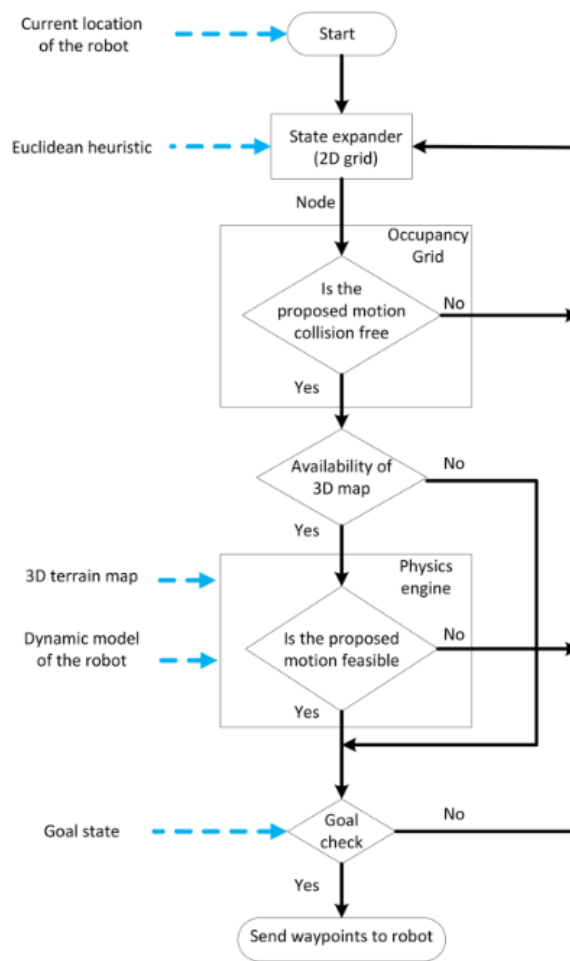 Current location
of the robot
Start
Euclidean heuristic
State expander
(2D grid)
Node
Occupancy
Grid
Is the
proposed motion
collision free
No
Yes
Availability of
3D map
No
Yes
3D terrain map
Physics
engine
Dynamic model
of the robot
Is the proposed
motion feasible
No
Yes
Goal state
Goal
check
No
Yes
Send waypoints to robot